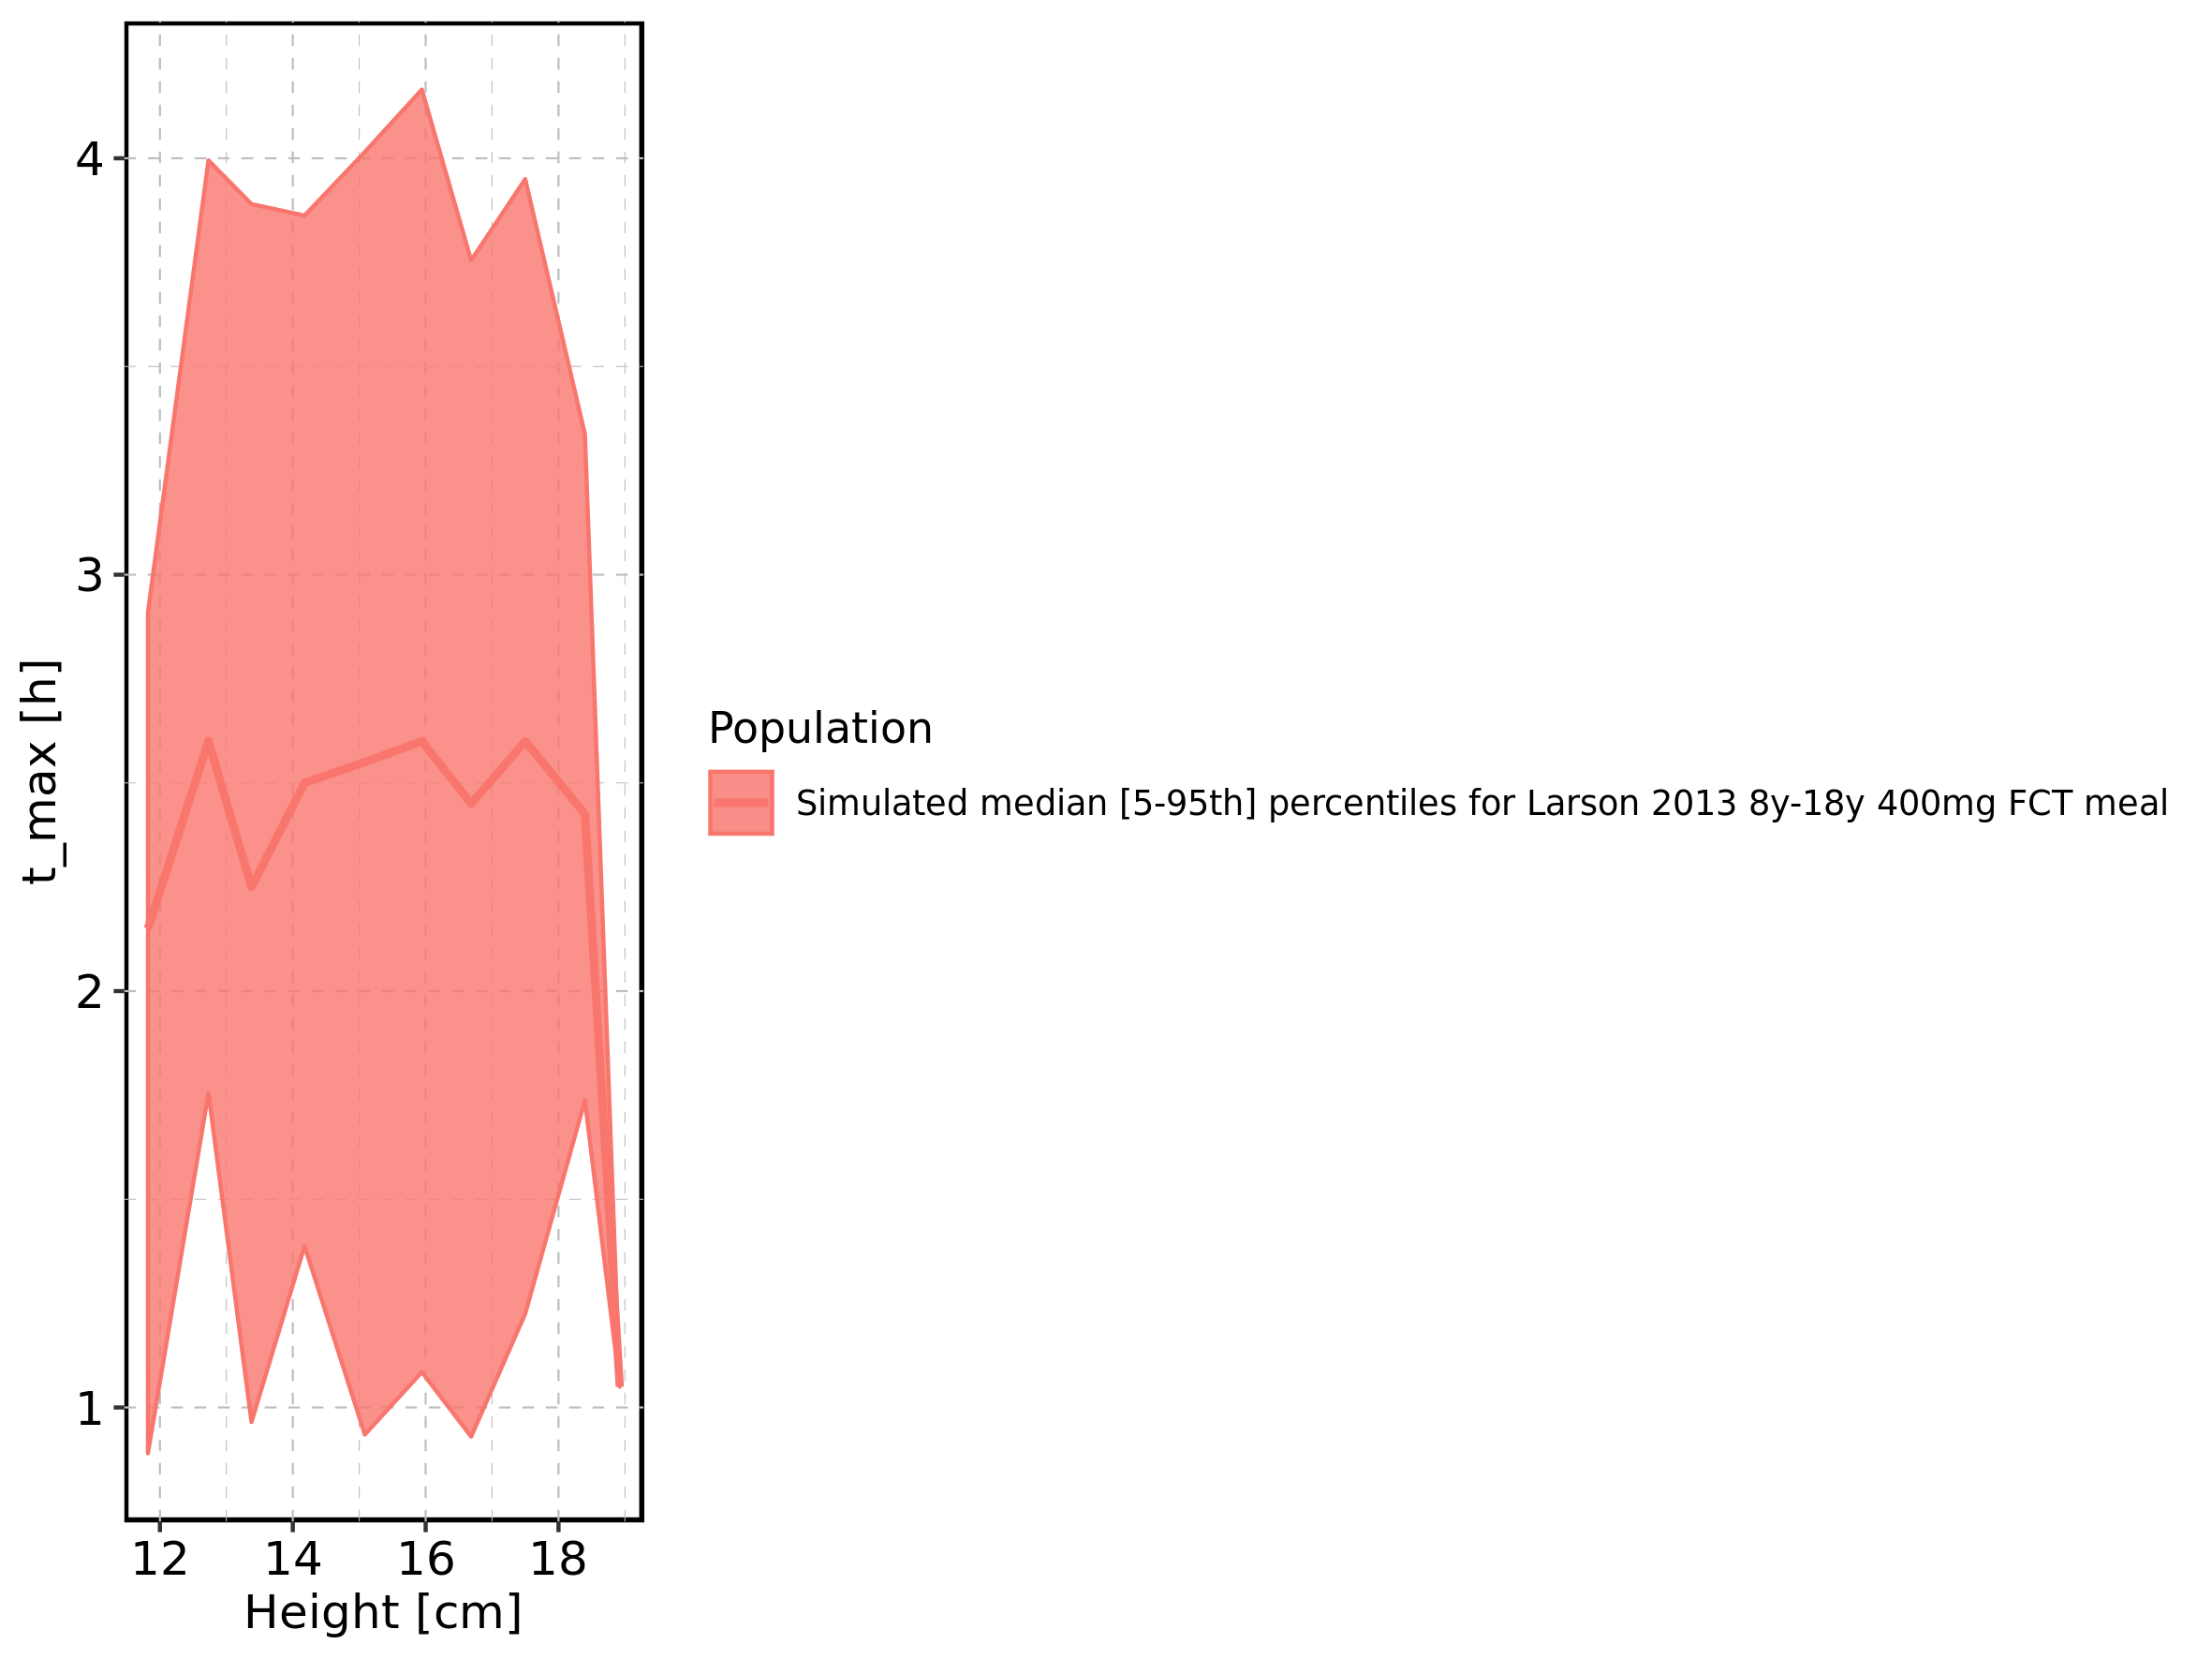 4
3
2
1
t_max [h]
12 14 16 18
Height [cm]
Population
Simulated median [5-95th] percentiles for Larson 2013 8y-18y 400mg FCT meal